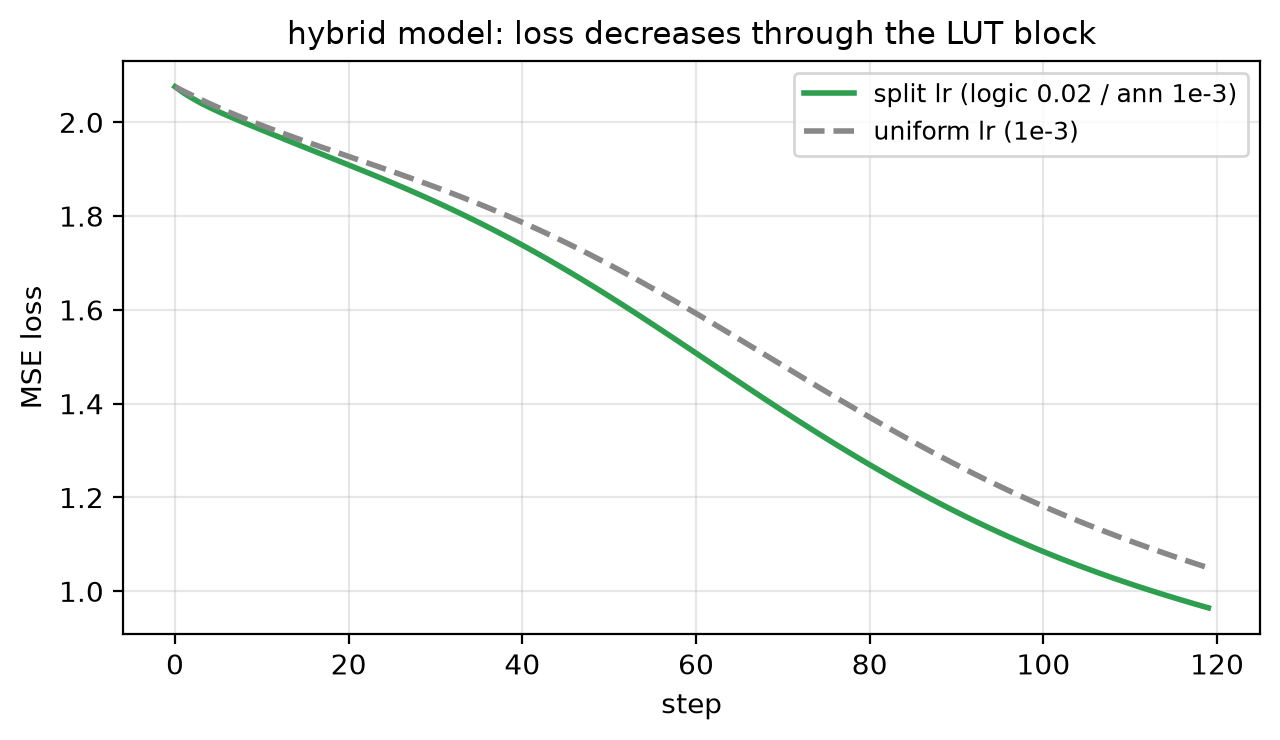 hybrid model: loss decreases through the LUT block
split lr (logic 0.02 / ann 1e-3)
uniform lr (1e-3)
MSE loss
2.0
1.8
1.6
1.4
1.2
1.0
0 20 40 60 80 100 120
step